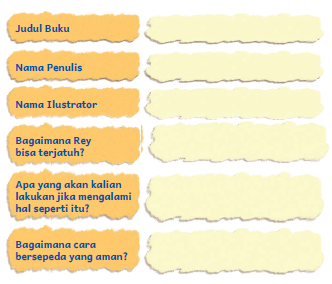 Judul Buku
Nama Penulis
Nama Ilustrator
Bagaimana Rey
bisa terjatuh?
Apa yang akan kalian
lakukan jika mengalami
hal seperti itu?
Bagaimana cara
bersepeda yang aman?